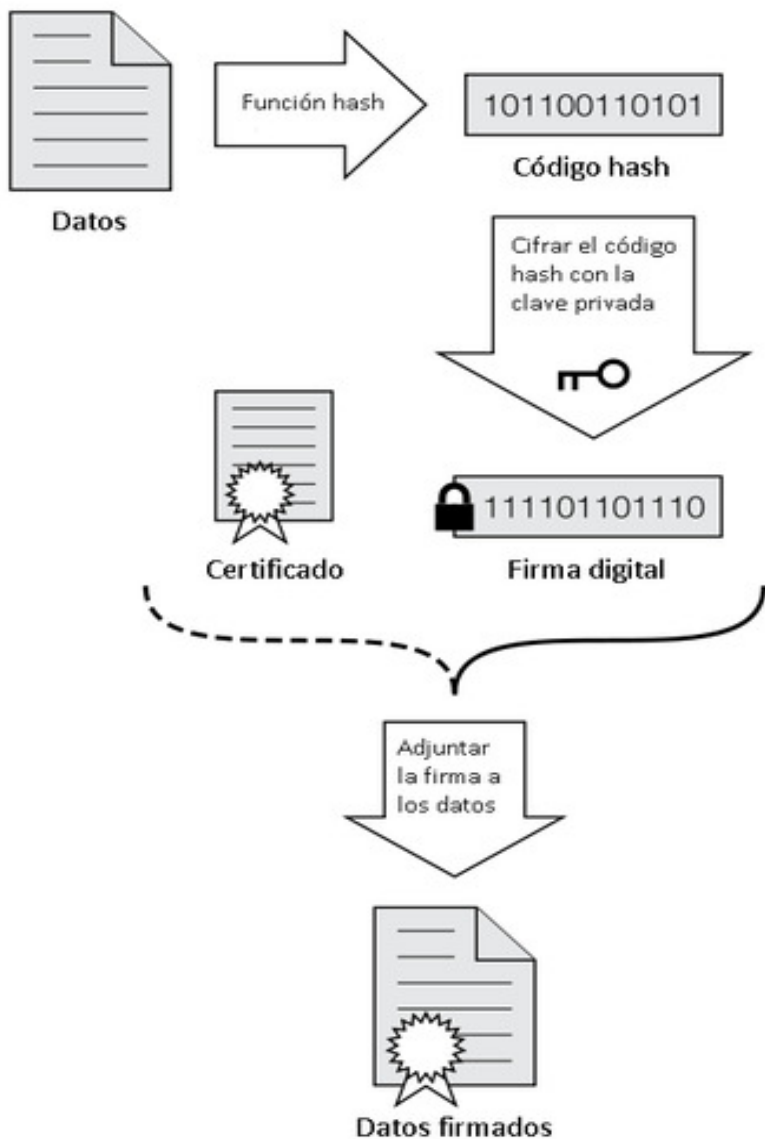 Función hash
101100110101
Código hash
Datos
Cifrar el código
hash con la
clave privada
111101101110
Certificado
Firma digital
Adjuntar
la firma a
los datos
Datos firmados